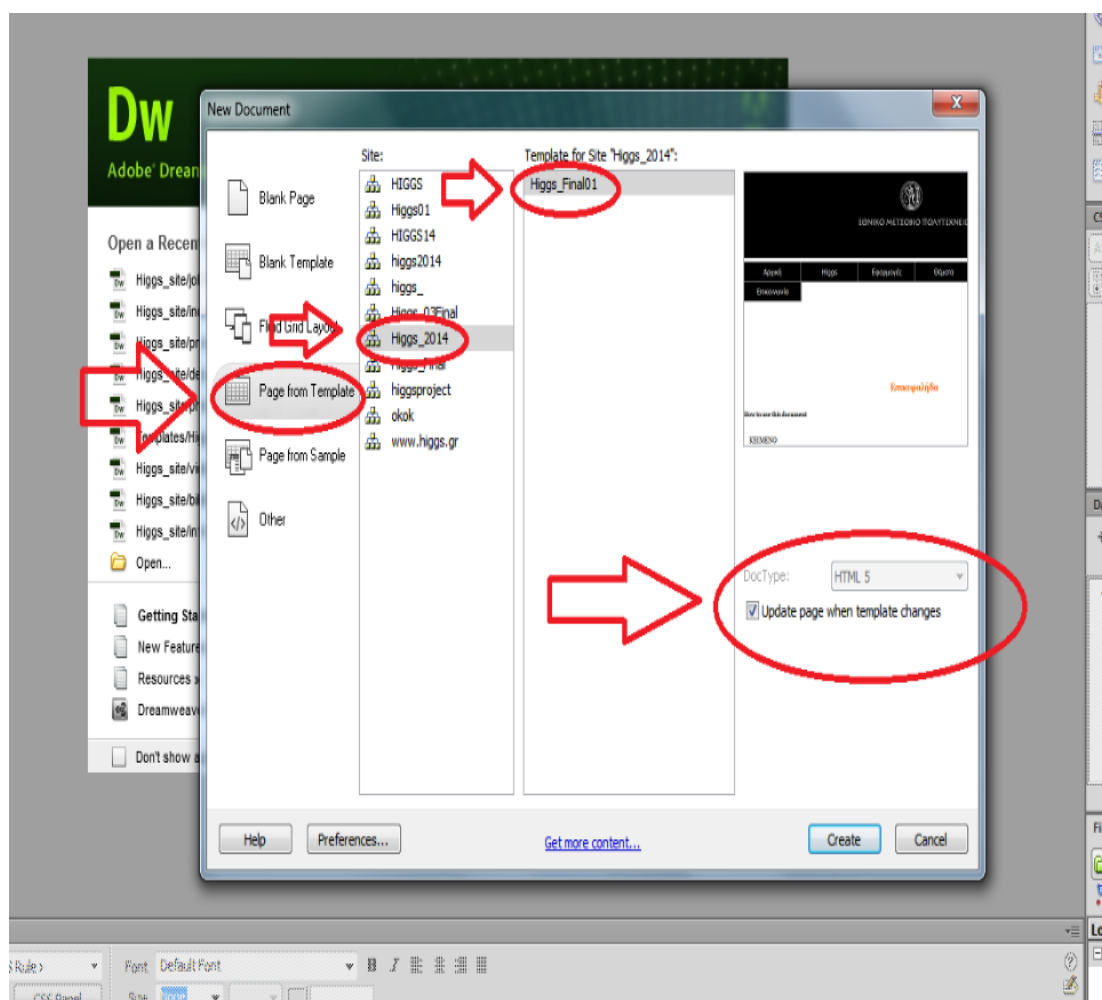 Dw
Adobe® Drean
Open a Recen
Higgs_site/jo
Higgs_site/in
Higgs_site/pr
Higgs_site/de
Higgs_site/ph
Templates/Hi
Higgs_site/vi
Higgs_site/bi
Higgs_site/in
Open...
Getting Sta
New Feature
Resources »
Dreamweav
Don't show a
New Document
Blank Page
Blank Template
Fluid Grid Layout
Page from Template
Page from Sample
Other
Site:
HIGGS
Higgs01
HIGGS14
higgs2014
higgs_
Higgs_03Final
Higgs_2014
Higgs_Final
higgsproject
okok
www.higgs.gr
Template for Site "Higgs_2014":
Higgs_Final01
ΕΘΝΙΚΟ ΜΕΤΣΟΒΙΟ ΠΟΛΥΤΕΧΝΕΙΟ
Αρχική Higgs Εφαρμογές Θέματα
Επικοινωνία
Επικεφαλήδα
How to use this document
ΚΕΙΜΕΝΟ
DocType: HTML 5
Update page when template changes
Help Preferences... Get more content... Create Cancel
Font Default Font B I
CSS Panel Size